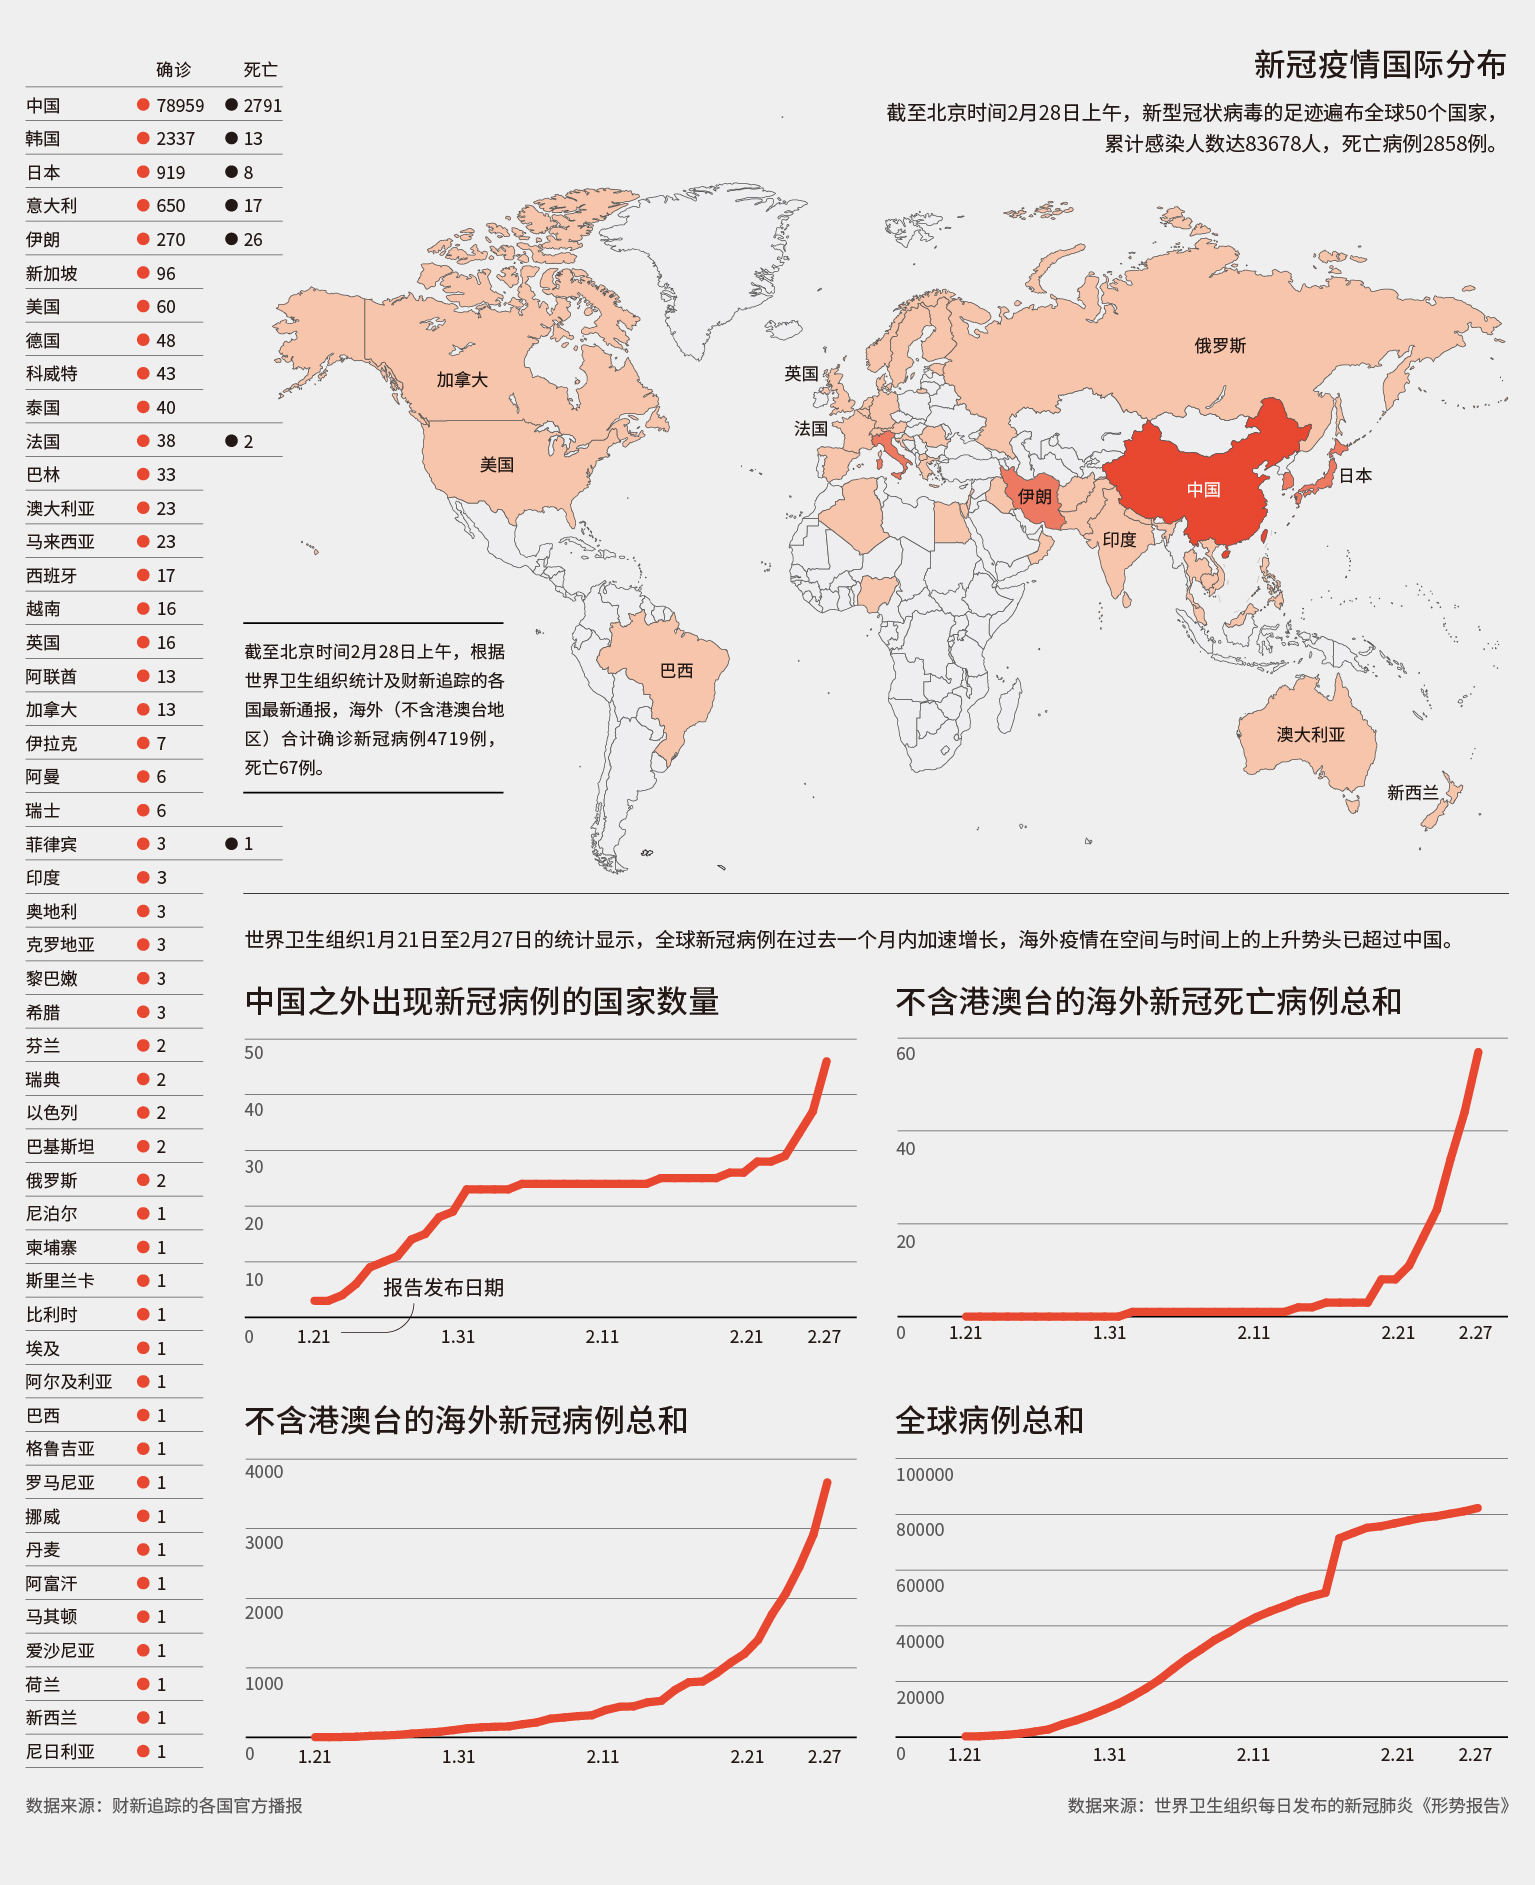 新冠疫情国际分布
截至北京时间2月28日上午，新型冠状病毒的足迹遍布全球50个国家，
累计感染人数达83678人，死亡病例2858例。
确诊 死亡
中国 78959 2791
韩国 2337 13
日本 919 8
意大利 650 17
伊朗 270 26
新加坡 96
美国 60
德国 48
科威特 43
泰国 40
法国 38 2
巴林 33
澳大利亚 23
马来西亚 23
西班牙 17
越南 16
英国 16
阿联酋 13
加拿大 13
伊拉克 7
阿曼 6
瑞士 6
菲律宾 3 1
印度 3
奥地利 3
克罗地亚 3
黎巴嫩 3
希腊 3
芬兰 2
瑞典 2
以色列 2
巴基斯坦 2
俄罗斯 2
尼泊尔 1
柬埔寨 1
斯里兰卡 1
比利时 1
埃及 1
阿尔及利亚 1
巴西 1
格鲁吉亚 1
罗马尼亚 1
挪威 1
丹麦 1
阿富汗 1
马其顿 1
爱沙尼亚 1
荷兰 1
新西兰 1
尼日利亚 1
数据来源：财新追踪的各国官方播报
俄罗斯
英国
加拿大
法国
美国
日本
中国
伊朗
印度
巴西
澳大利亚
新西兰
截至北京时间2月28日上午，根据
世界卫生组织统计及财新追踪的各
国最新通报，海外（不含港澳台地
区）合计确诊新冠病例4719例，
死亡67例。
世界卫生组织1月21日至2月27日的统计显示，全球新冠病例在过去一个月内加速增长，海外疫情在空间与时间上的上升势头已超过中国。
中国之外出现新冠病例的国家数量
50
40
30
20
10
报告发布日期
0 1.21 1.31 2.11 2.21 2.27
不含港澳台的海外新冠死亡病例总和
60
40
20
0 1.21 1.31 2.11 2.21 2.27
不含港澳台的海外新冠病例总和
4000
3000
2000
1000
0 1.21 1.31 2.11 2.21 2.27
全球病例总和
100000
80000
60000
40000
20000
0 1.21 1.31 2.11 2.21 2.27
数据来源：世界卫生组织每日发布的新冠肺炎《形势报告》